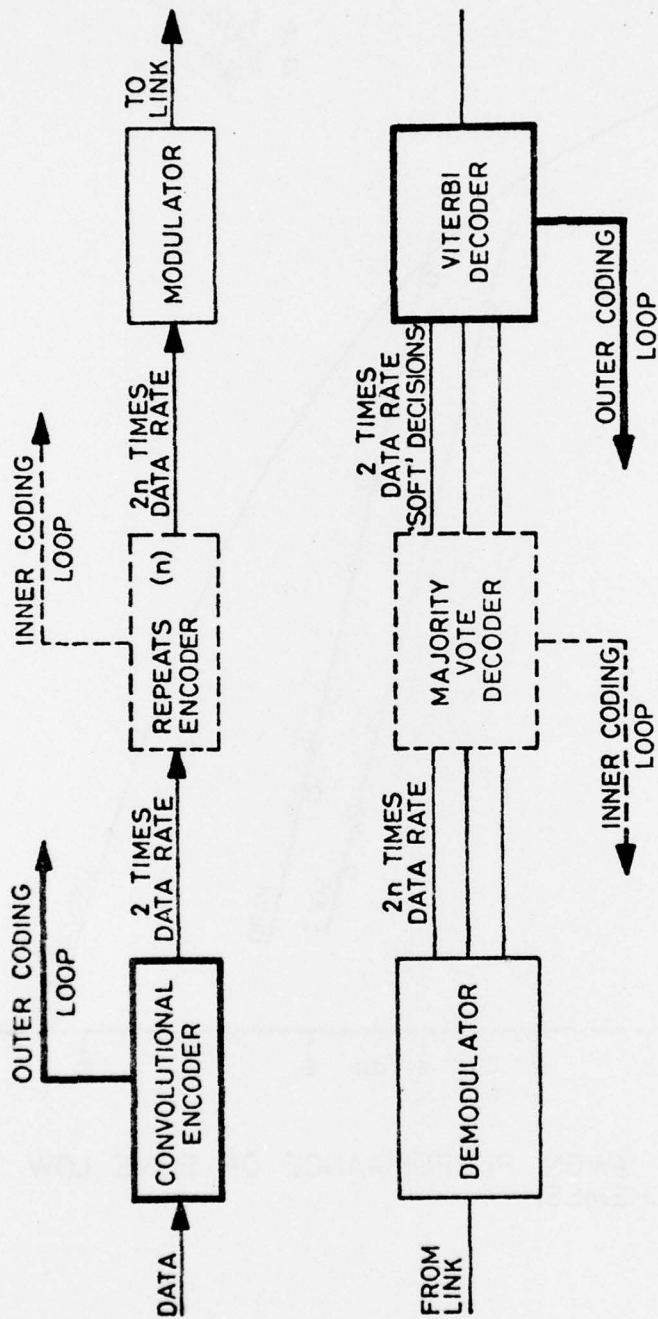 DATA
CONVOLUTIONAL
ENCODER
OUTER CODING
LOOP
2 TIMES
DATA RATE
REPEATS (n)
ENCODER
INNER CODING
LOOP
2n TIMES
DATA RATE
MODULATOR
TO
LINK
FROM
LINK
DEMODULATOR
2n TIMES
DATA RATE
MAJORITY
VOTE
DECODER
INNER CODING
LOOP
2 TIMES
DATA RATE
'SOFT' DECISIONS
VITERBI
DECODER
OUTER CODING
LOOP